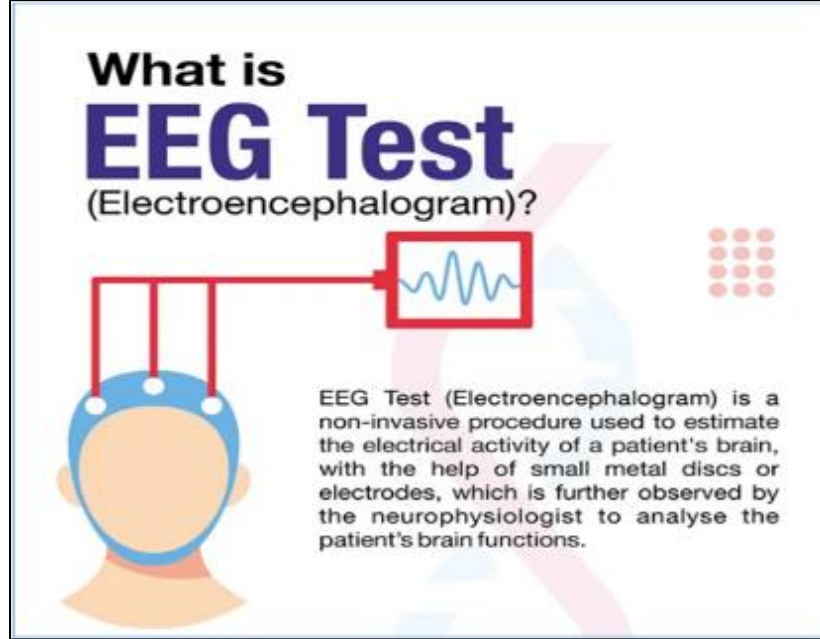 What is
EEG Test
(Electroencephalogram)?
EEG Test (Electroencephalogram) is a
non-invasive procedure used to estimate
the electrical activity of a patient's brain,
with the help of small metal discs or
electrodes, which is further observed by
the neurophysiologist to analyse the
patient's brain functions.